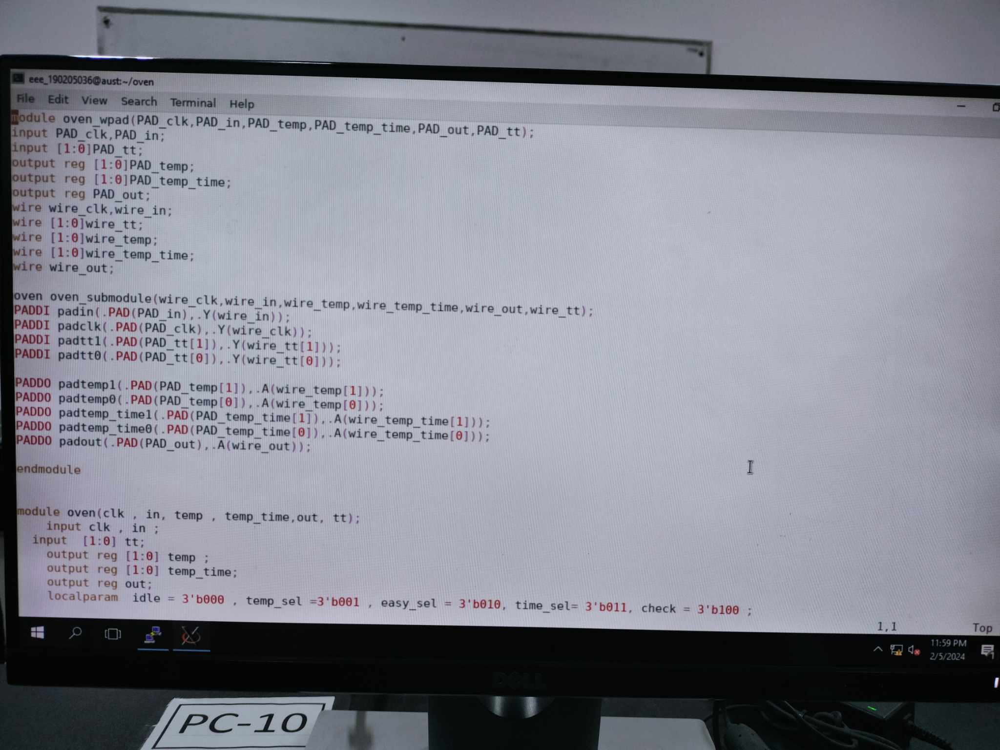 eee_190205036@aust:~/oven
File Edit View Search Terminal Help
module oven_wpad(PAD_clk,PAD_in,PAD_temp,PAD_temp_time,PAD_out,PAD_tt);
input PAD_clk,PAD_in;
input [1:0]PAD_tt;
output reg [1:0]PAD_temp;
output reg [1:0]PAD_temp_time;
output reg PAD_out;
wire wire_clk,wire_in;
wire [1:0]wire_tt;
wire [1:0]wire_temp;
wire [1:0]wire_temp_time;
wire wire_out;
oven oven_submodule(wire_clk,wire_in,wire_temp,wire_temp_time,wire_out,wire_tt);
PADDI padin(.PAD(PAD_in),.Y(wire_in));
PADDI padclk(.PAD(PAD_clk),.Y(wire_clk));
PADDI padtt1(.PAD(PAD_tt[1]),.Y(wire_tt[1]));
PADDI padtt0(.PAD(PAD_tt[0]),.Y(wire_tt[0]));
PADDO padtemp1(.PAD(PAD_temp[1]),.A(wire_temp[1]));
PADDO padtemp0(.PAD(PAD_temp[0]),.A(wire_temp[0]));
PADDO padtemp_time1(.PAD(PAD_temp_time[1]),.A(wire_temp_time[1]));
PADDO padtemp_time0(.PAD(PAD_temp_time[0]),.A(wire_temp_time[0]));
PADDO padout(.PAD(PAD_out),.A(wire_out));
endmodule
module oven(clk , in, temp , temp_time,out, tt);
input clk , in ;
input [1:0] tt;
output reg [1:0] temp ;
output reg [1:0] temp_time;
output reg out;
localparam idle = 3'b000 , temp_sel =3'b001 , easy_sel = 3'b010, time_sel= 3'b011, check = 3'b100 ;
1,1 Top
11:59 PM
2/5/2024
DELL
PC-10